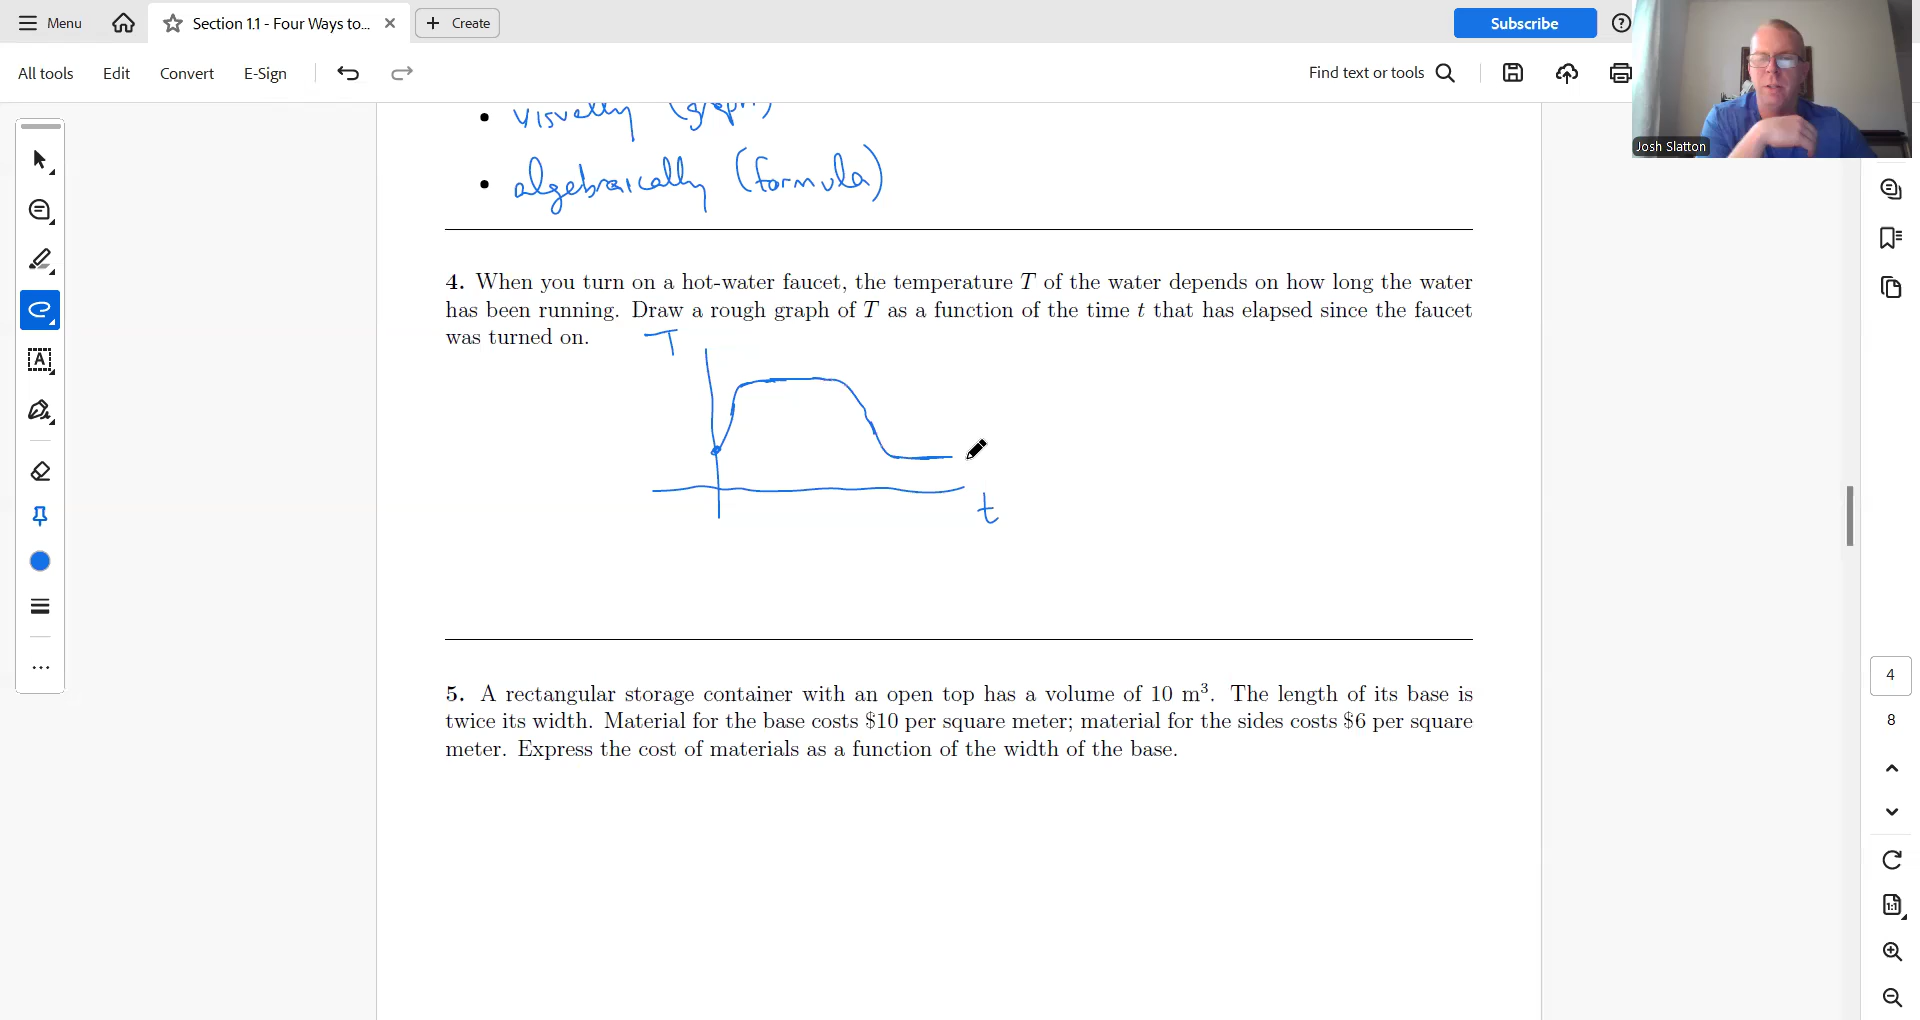 Menu
Section 1.1 - Four Ways to...
Create
Subscribe
All tools
Edit
Convert
E-Sign
Find text or tools
Josh Slatton
• visually (graph)
• algebraically (formula)
4. When you turn on a hot-water faucet, the temperature T of the water depends on how long the water
has been running. Draw a rough graph of T as a function of the time t that has elapsed since the faucet
was turned on.
T
t
5. A rectangular storage container with an open top has a volume of 10 m³. The length of its base is
twice its width. Material for the base costs $10 per square meter; material for the sides costs $6 per square
meter. Express the cost of materials as a function of the width of the base.
4
8